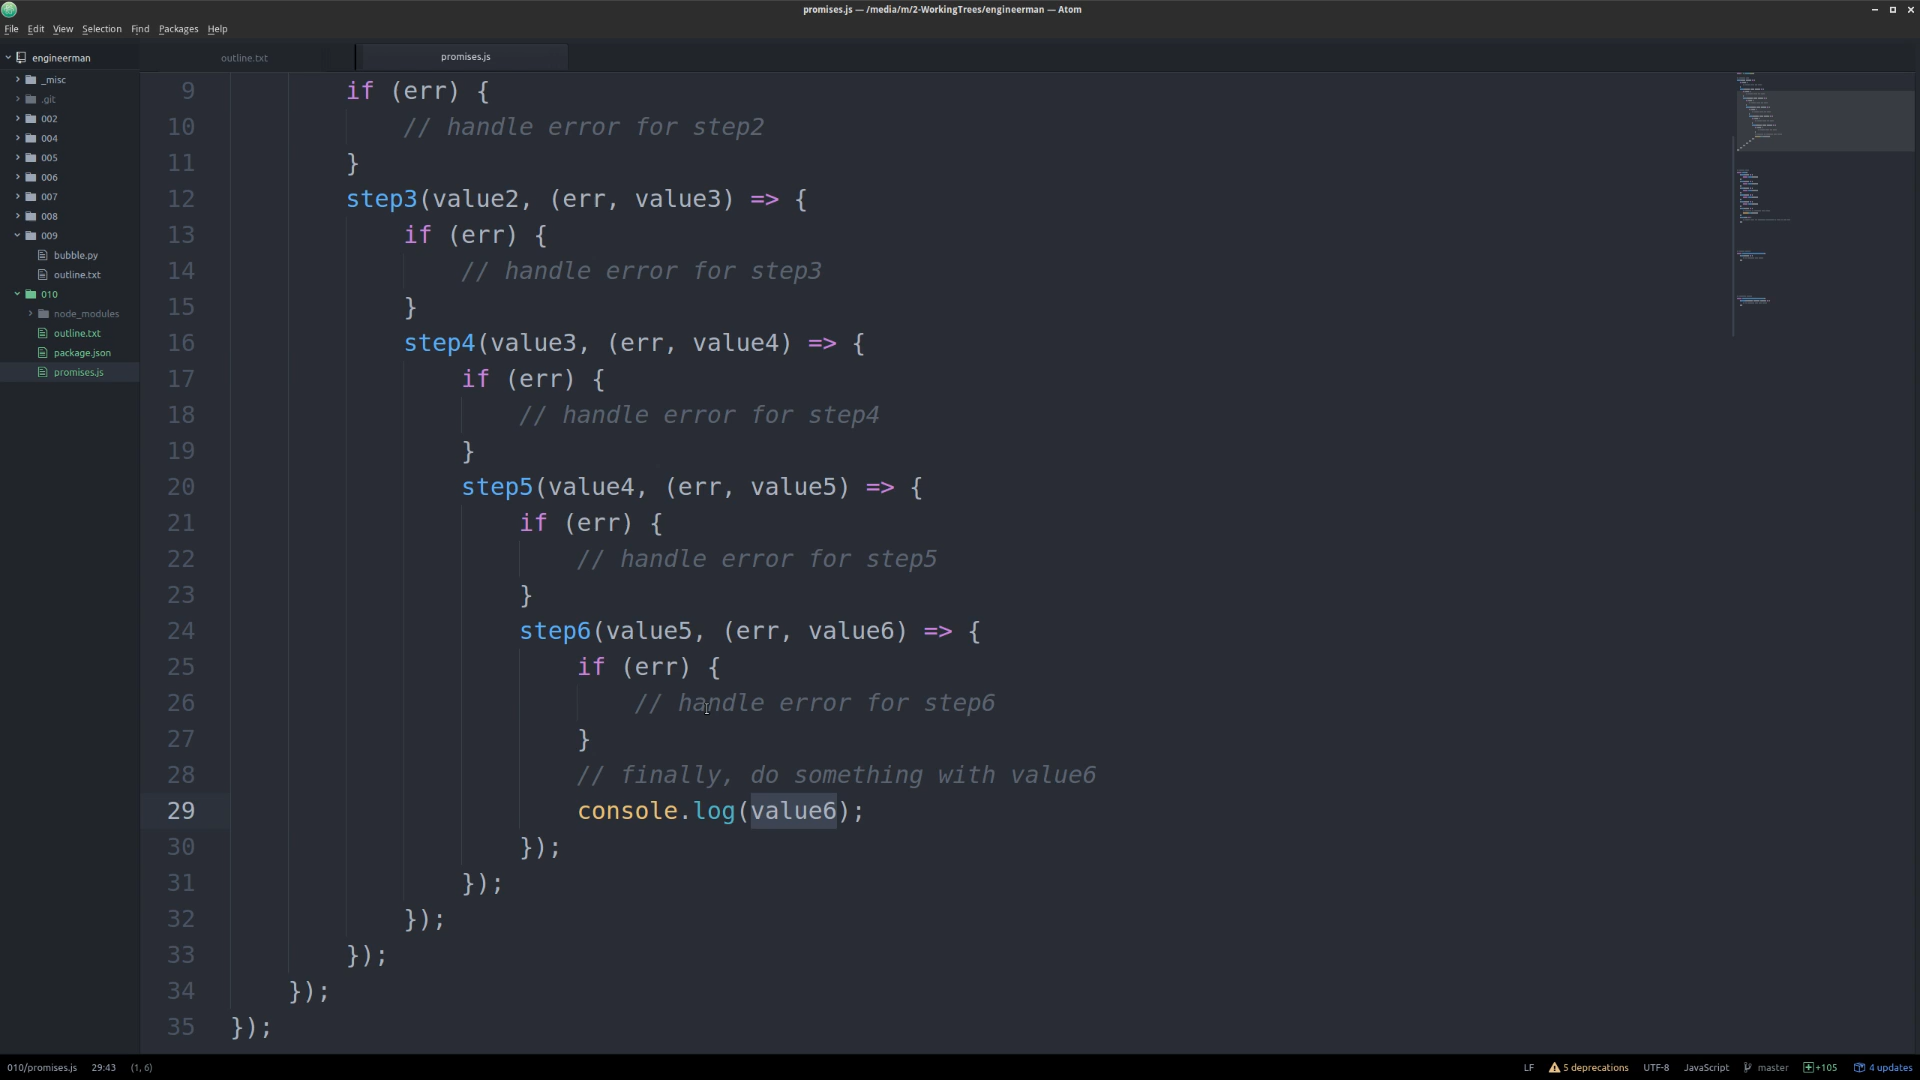 promises.js — /media/m/2-WorkingTrees/engineerman — Atom
File Edit View Selection Find Packages Help
engineerman
_misc
.git
002
004
005
006
007
008
009
bubble.py
outline.txt
010
node_modules
outline.txt
package.json
promises.js
outline.txt promises.js
9 if (err) {
10 // handle error for step2
11 }
12 step3(value2, (err, value3) => {
13 if (err) {
14 // handle error for step3
15 }
16 step4(value3, (err, value4) => {
17 if (err) {
18 // handle error for step4
19 }
20 step5(value4, (err, value5) => {
21 if (err) {
22 // handle error for step5
23 }
24 step6(value5, (err, value6) => {
25 if (err) {
26 // handle error for step6
27 }
28 // finally, do something with value6
29 console.log(value6);
30 });
31 });
32 });
33 });
34 });
35 });
010/promises.js 29:43 (1, 6) LF 5 deprecations UTF-8 JavaScript master +105 4 updates